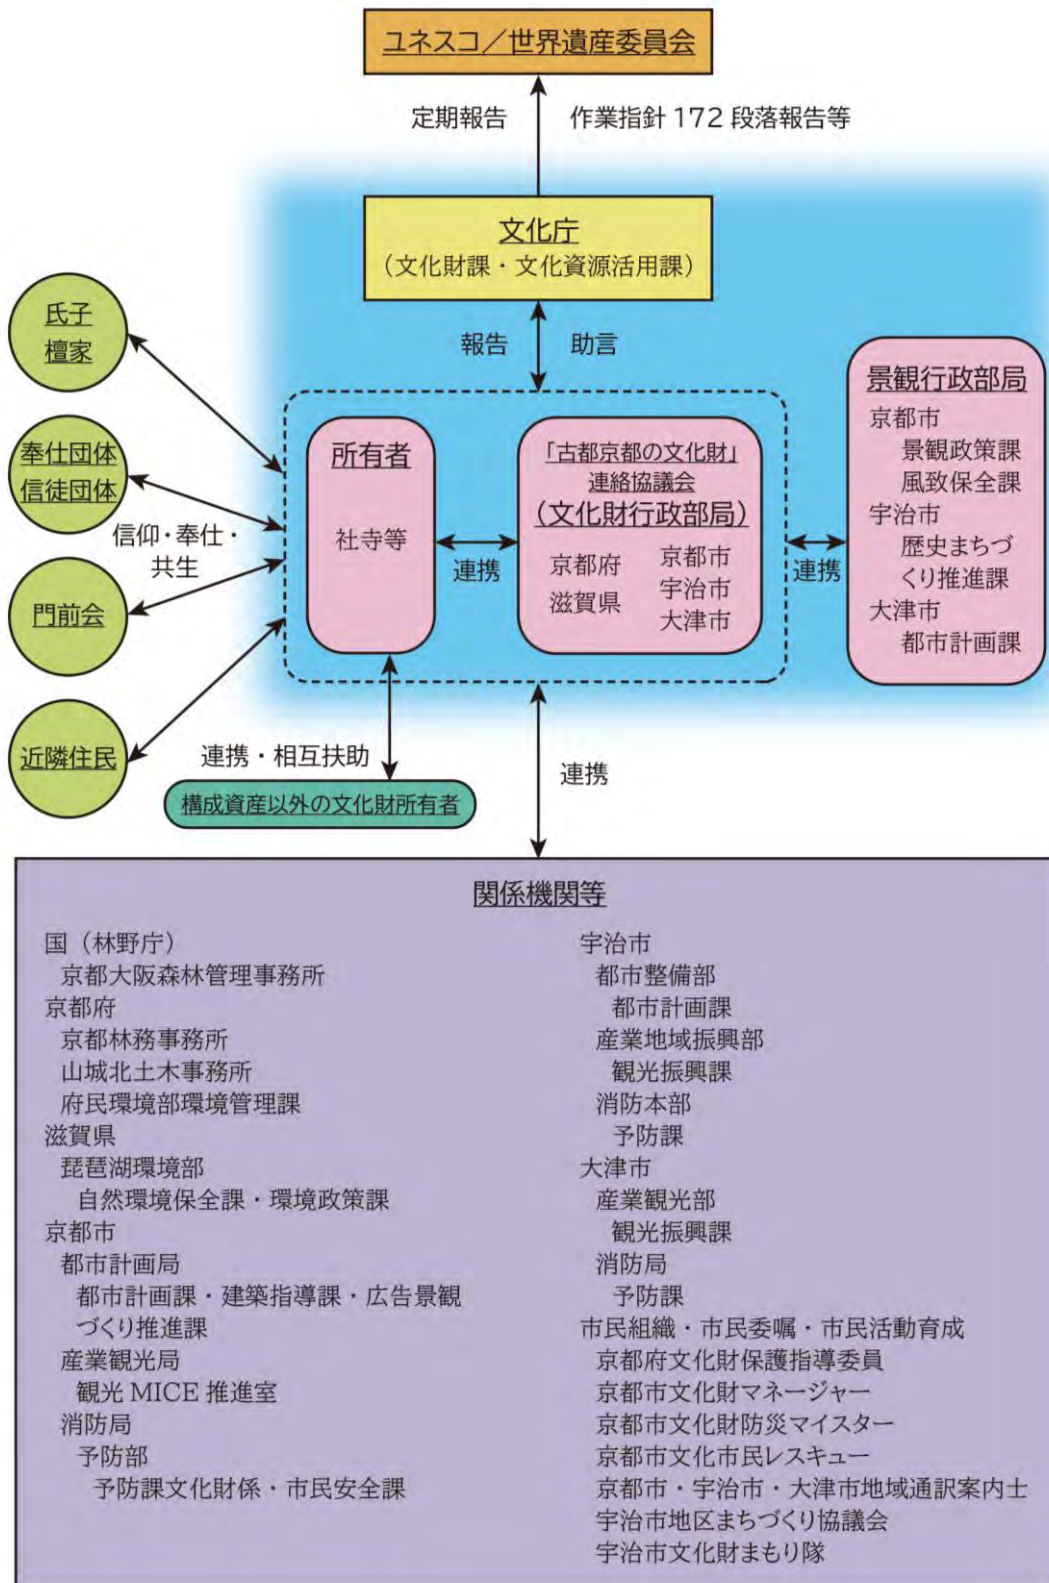 ユネスコ／世界遺産委員会
定期報告
作業指針 172 段落報告等
文化庁
（文化財課・文化資源活用課）
報告
助言
氏子
檀家
奉仕団体
信徒団体
信仰・奉仕・
共生
門前会
近隣住民
所有者
社寺等
連携
「古都京都の文化財」
連絡協議会
（文化財行政部局）
京都府
滋賀県
京都市
宇治市
大津市
連携
景観行政部局
京都市
景観政策課
風致保全課
宇治市
歴史まちづ
くり推進課
大津市
都市計画課
連携・相互扶助
構成資産以外の文化財所有者
連携
関係機関等
国（林野庁）
京都大阪森林管理事務所
京都府
京都林務事務所
山城北土木事務所
府民環境部環境管理課
滋賀県
琵琶湖環境部
自然環境保全課・環境政策課
京都市
都市計画局
都市計画課・建築指導課・広告景観
づくり推進課
産業観光局
観光 MICE 推進室
消防局
予防部
予防課文化財係・市民安全課
宇治市
都市整備部
都市計画課
産業地域振興部
観光振興課
消防本部
予防課
大津市
産業観光部
観光振興課
消防局
予防課
市民組織・市民委嘱・市民活動育成
京都府文化財保護指導委員
京都市文化財マネージャー
京都市文化財防災マイスター
京都市文化市民レスキュー
京都市・宇治市・大津市地域通訳案内士
宇治市地区まちづくり協議会
宇治市文化財まもり隊